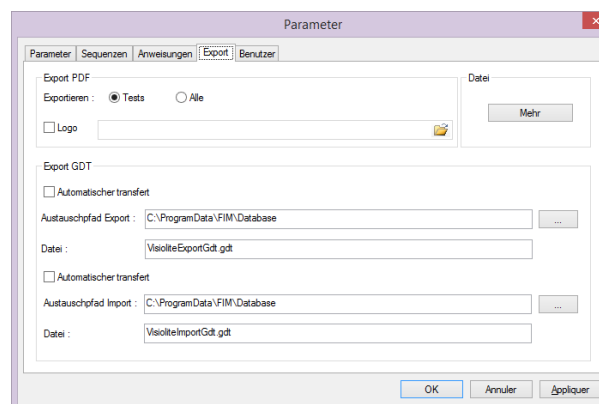 Parameter
Parameter Sequenzen Anweisungen Export Benutzer
Export PDF
Datei
Exportieren : Tests Alle
Mehr
Logo
Export GDT
Automatischer transfert
Austauschpfad Export : C:\ProgramData\FIM\Database ...
Datei : VisioliteExportGdt.gdt
Automatischer transfert
Austauschpfad Import : C:\ProgramData\FIM\Database ...
Datei : VisioliteImportGdt.gdt
OK Annuler Appliquer